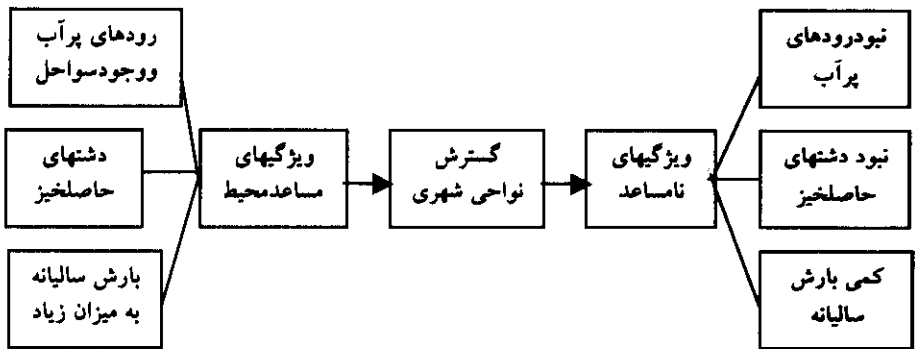 رودهای پرآب
ووجودسواحل
دشتهای
حاصلخیز
بارش سالیانه
به میزان زیاد
ویژگیهای
مساعدمحیط
گسترش
نواحی شهری
ویژگیهای
نامساعد
نبودرودهای
پرآب
نبود دشتهای
حاصلخیز
کمی بارش
سالیانه